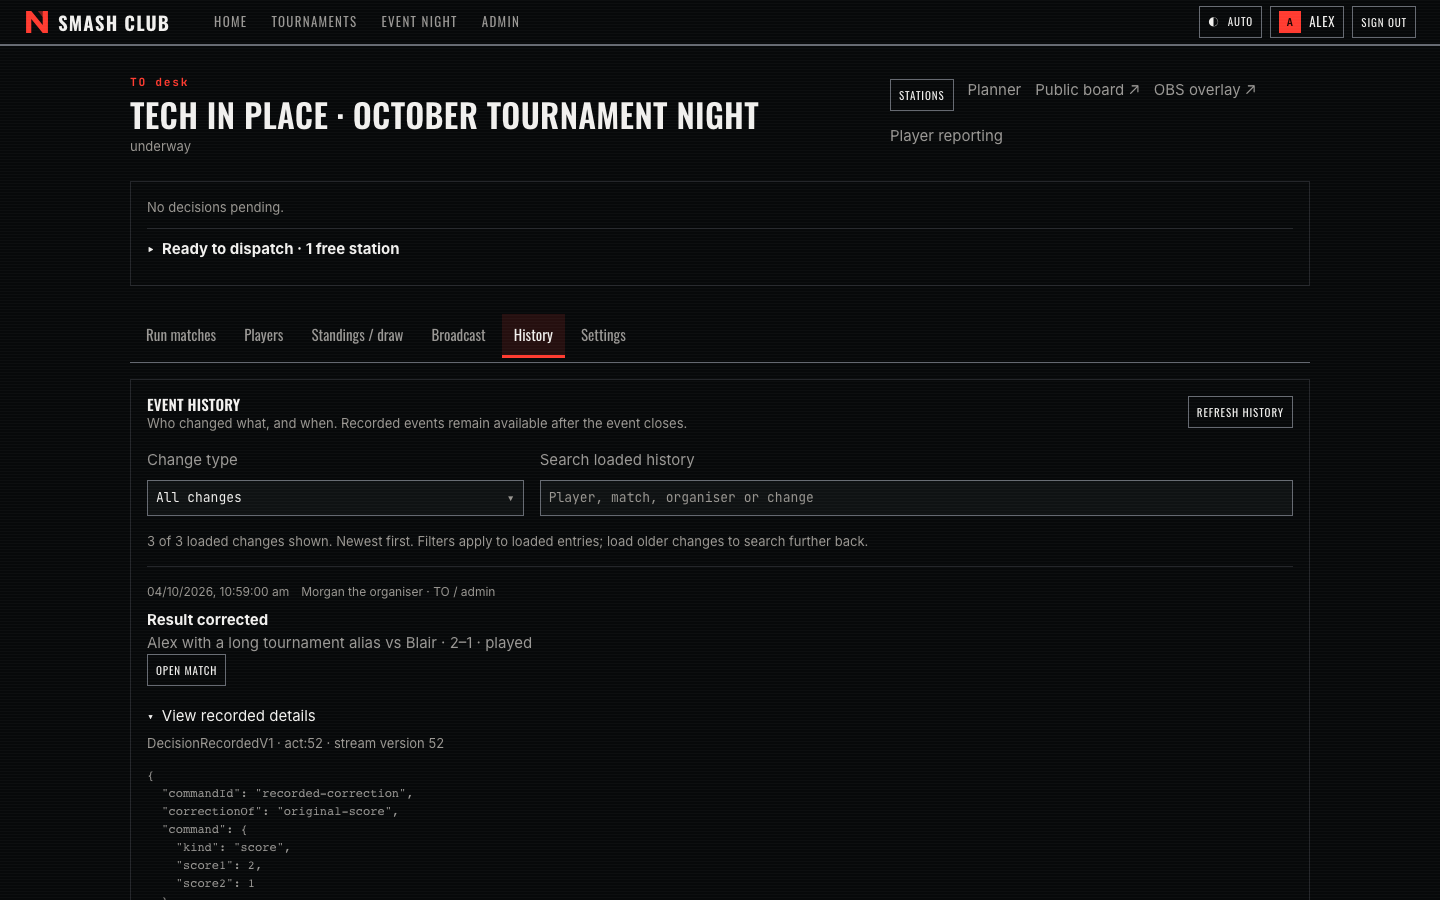 SMASH CLUB HOME TOURNAMENTS EVENT NIGHT ADMIN AUTO A ALEX SIGN OUT
TO desk
TECH IN PLACE · OCTOBER TOURNAMENT NIGHT
underway
STATIONS Planner Public board ↗ OBS overlay ↗
Player reporting
No decisions pending.
▸ Ready to dispatch · 1 free station
Run matches Players Standings / draw Broadcast History Settings
EVENT HISTORY
Who changed what, and when. Recorded events remain available after the event closes.
REFRESH HISTORY
Change type Search loaded history
All changes ▾ Player, match, organiser or change
3 of 3 loaded changes shown. Newest first. Filters apply to loaded entries; load older changes to search further back.
04/10/2026, 10:59:00 am Morgan the organiser · TO / admin
Result corrected
Alex with a long tournament alias vs Blair · 2–1 · played
OPEN MATCH
▾ View recorded details
DecisionRecordedV1 · act:52 · stream version 52
{
"commandId": "recorded-correction",
"correctionOf": "original-score",
"command": {
"kind": "score",
"score1": 2,
"score2": 1